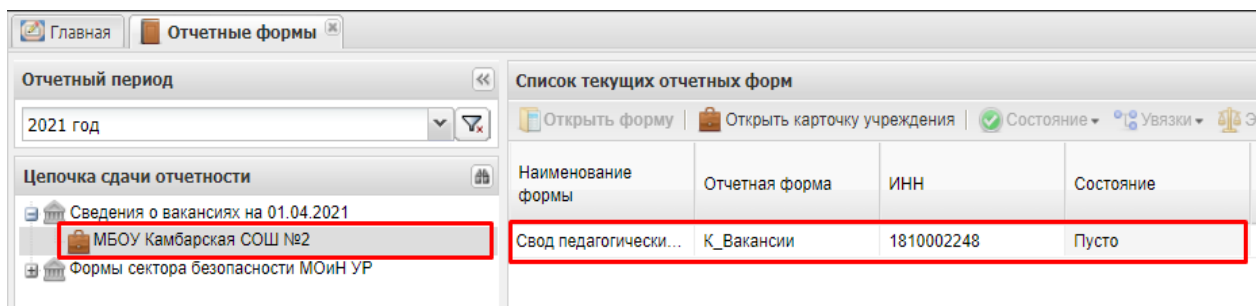 Главная Отчетные формы
Отчетный период
2021 год
Цепочка сдачи отчетности
Сведения о вакансиях на 01.04.2021
МБОУ Камбарская СОШ №2
Формы сектора безопасности МОиН УР
Список текущих отчетных форм
Открыть форму Открыть карточку учреждения Состояние Увязки Э
Наименование формы Отчетная форма ИНН Состояние
Свод педагогически... К_Вакансии 1810002248 Пусто